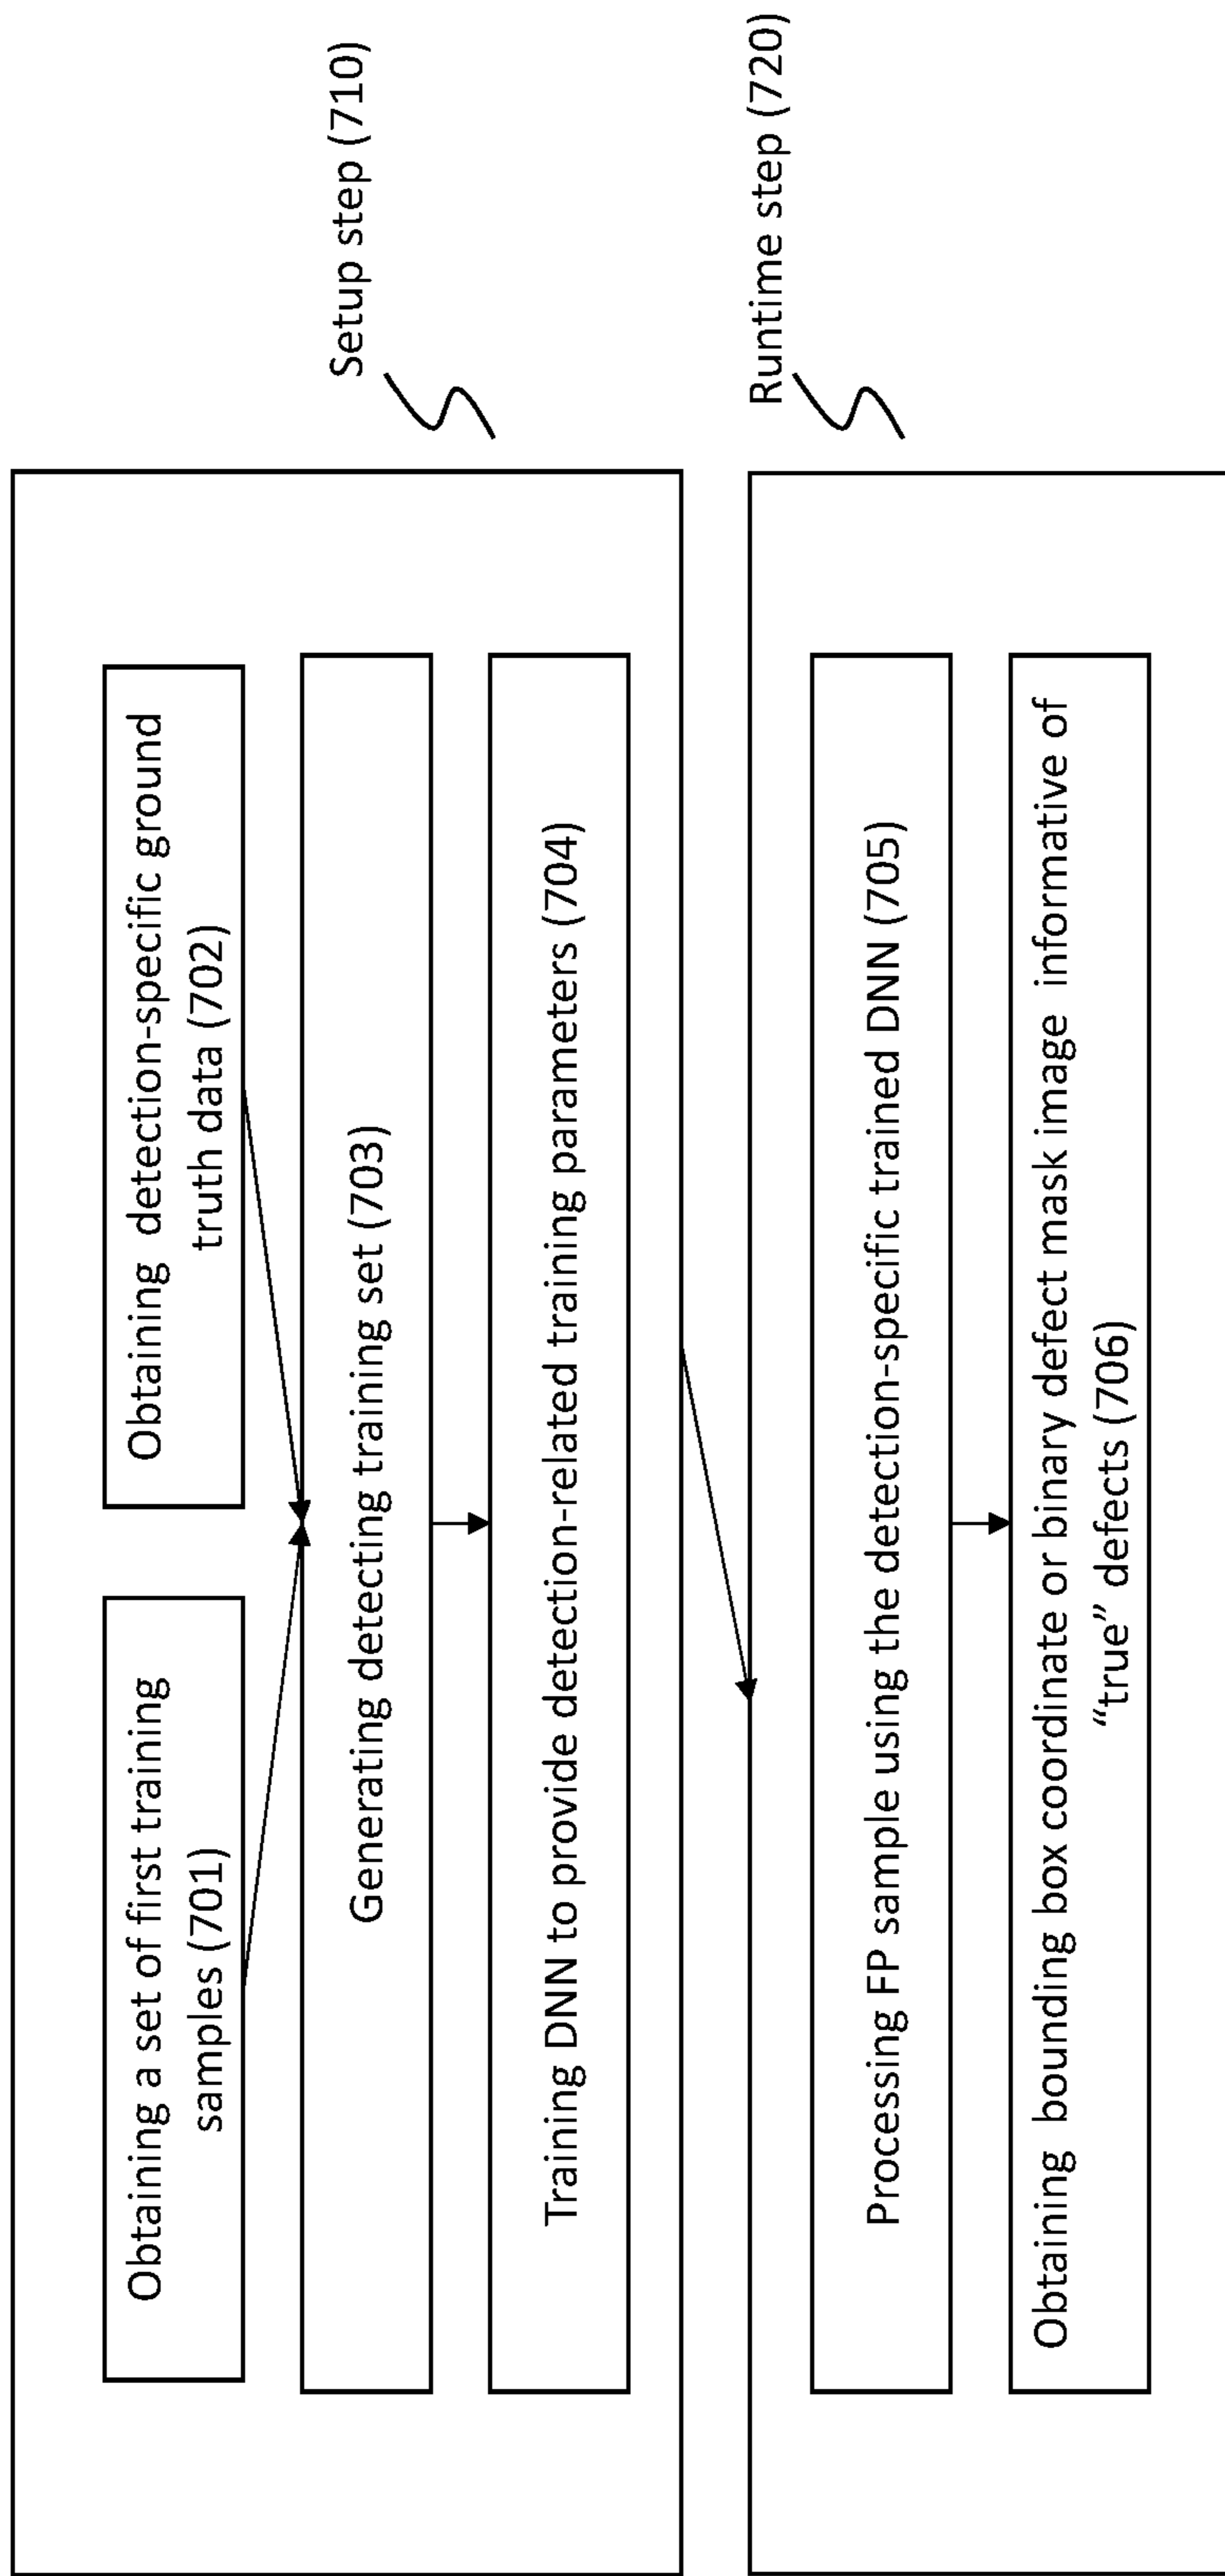 Obtaining a set of first training
samples (701)
Obtaining detection-specific ground
truth data (702)
Generating detecting training set (703)
Training DNN to provide detection-related training parameters (704)
Setup step (710)
Processing FP sample using the detection-specific trained DNN (705)
Obtaining bounding box coordinate or binary defect mask image informative of
“true” defects (706)
Runtime step (720)